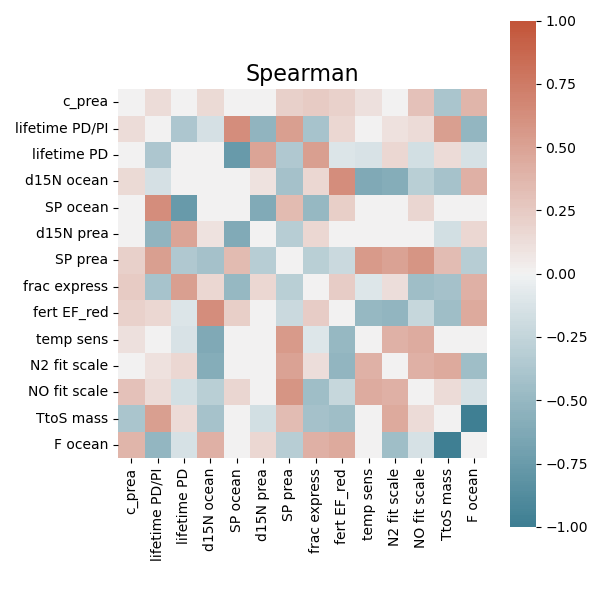 Spearman
c_prea
lifetime PD/PI
lifetime PD
d15N ocean
SP ocean
d15N prea
SP prea
frac express
fert EF_red
temp sens
N2 fit scale
NO fit scale
TtoS mass
F ocean
c_prea
lifetime PD/PI
lifetime PD
d15N ocean
SP ocean
d15N prea
SP prea
frac express
fert EF_red
temp sens
N2 fit scale
NO fit scale
TtoS mass
F ocean
1.00
0.75
0.50
0.25
0.00
−0.25
−0.50
−0.75
−1.00